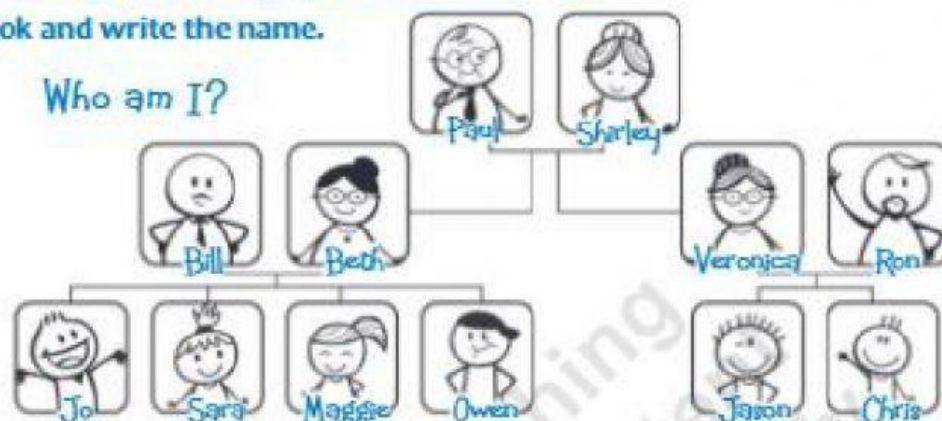 ok and write the name.
Who am I?
Paul Shirley
Bill Beth Veronica Ron
Jo Sara Maggie Owen Jason Chris